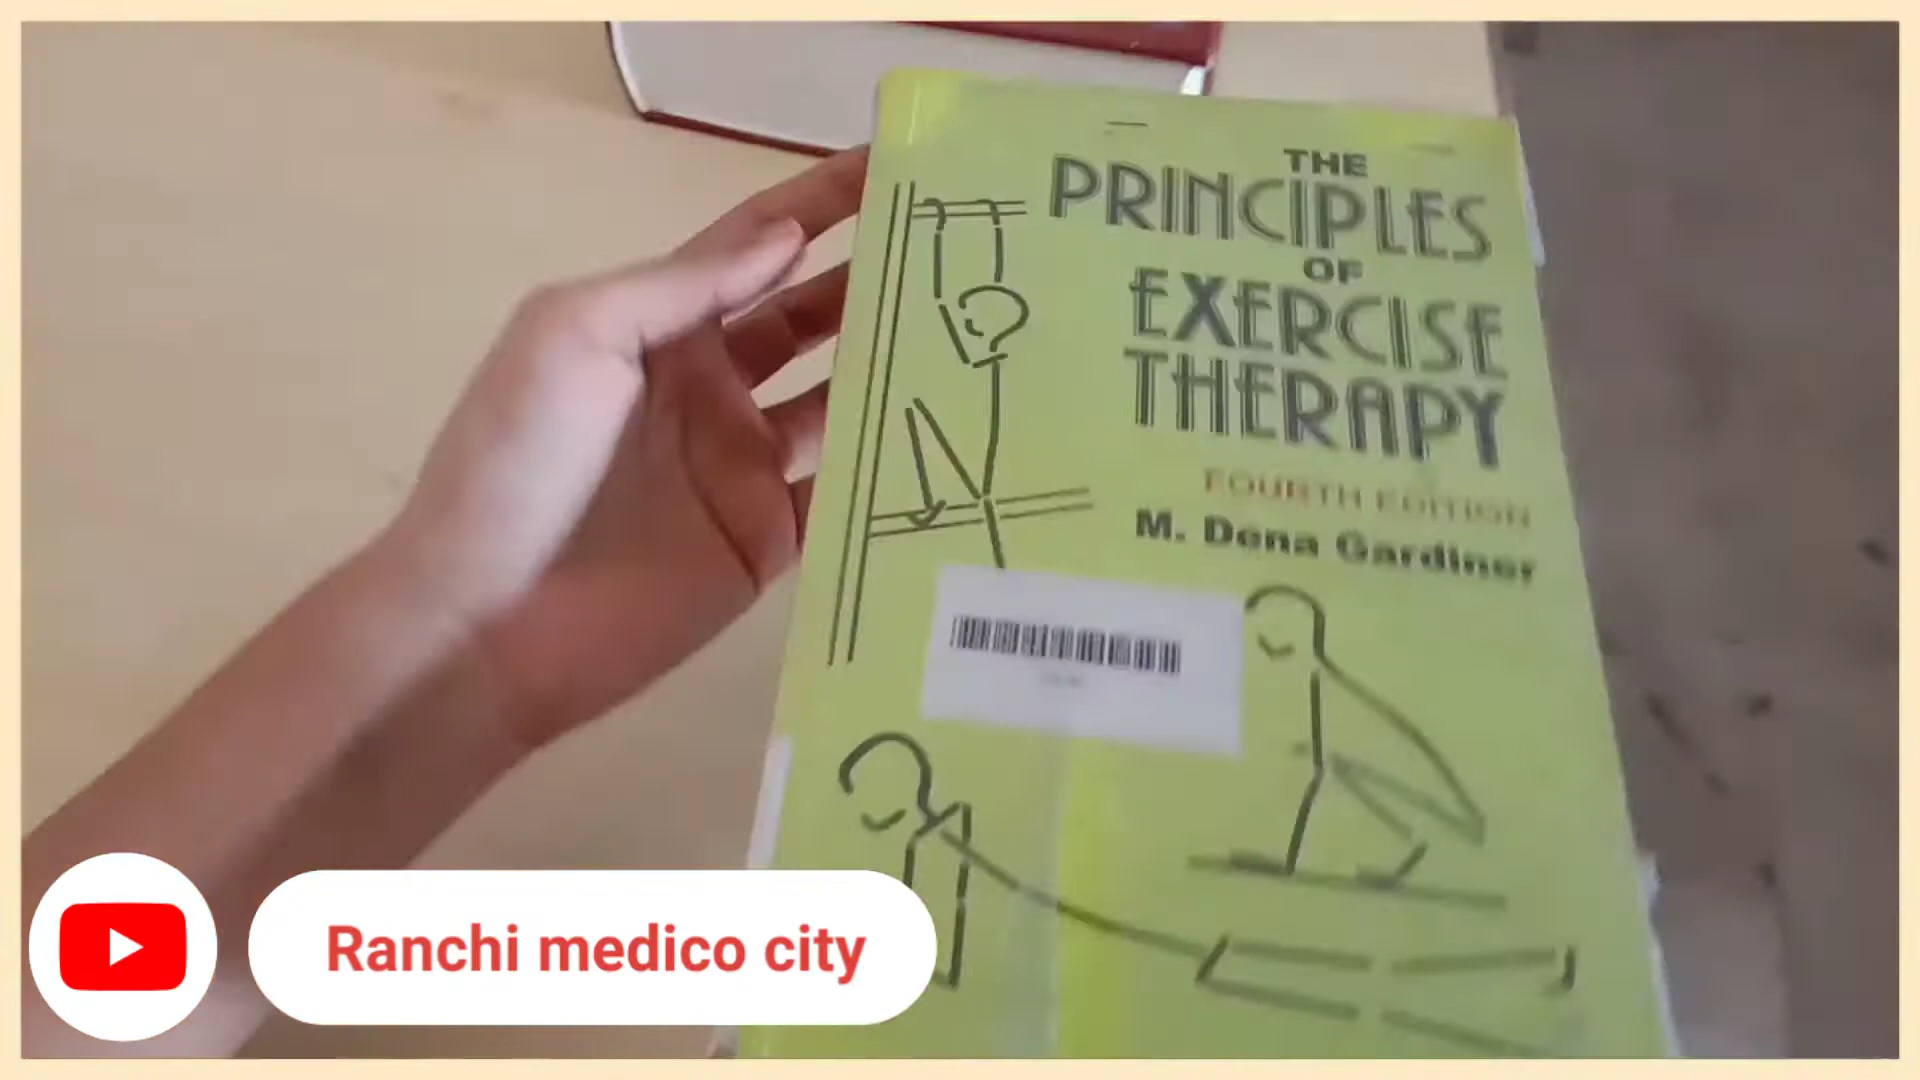 THE
PRINCIPLES
OF
EXERCISE
THERAPY
FOURTH EDITION
M. Dena Gardiner
Ranchi medico city